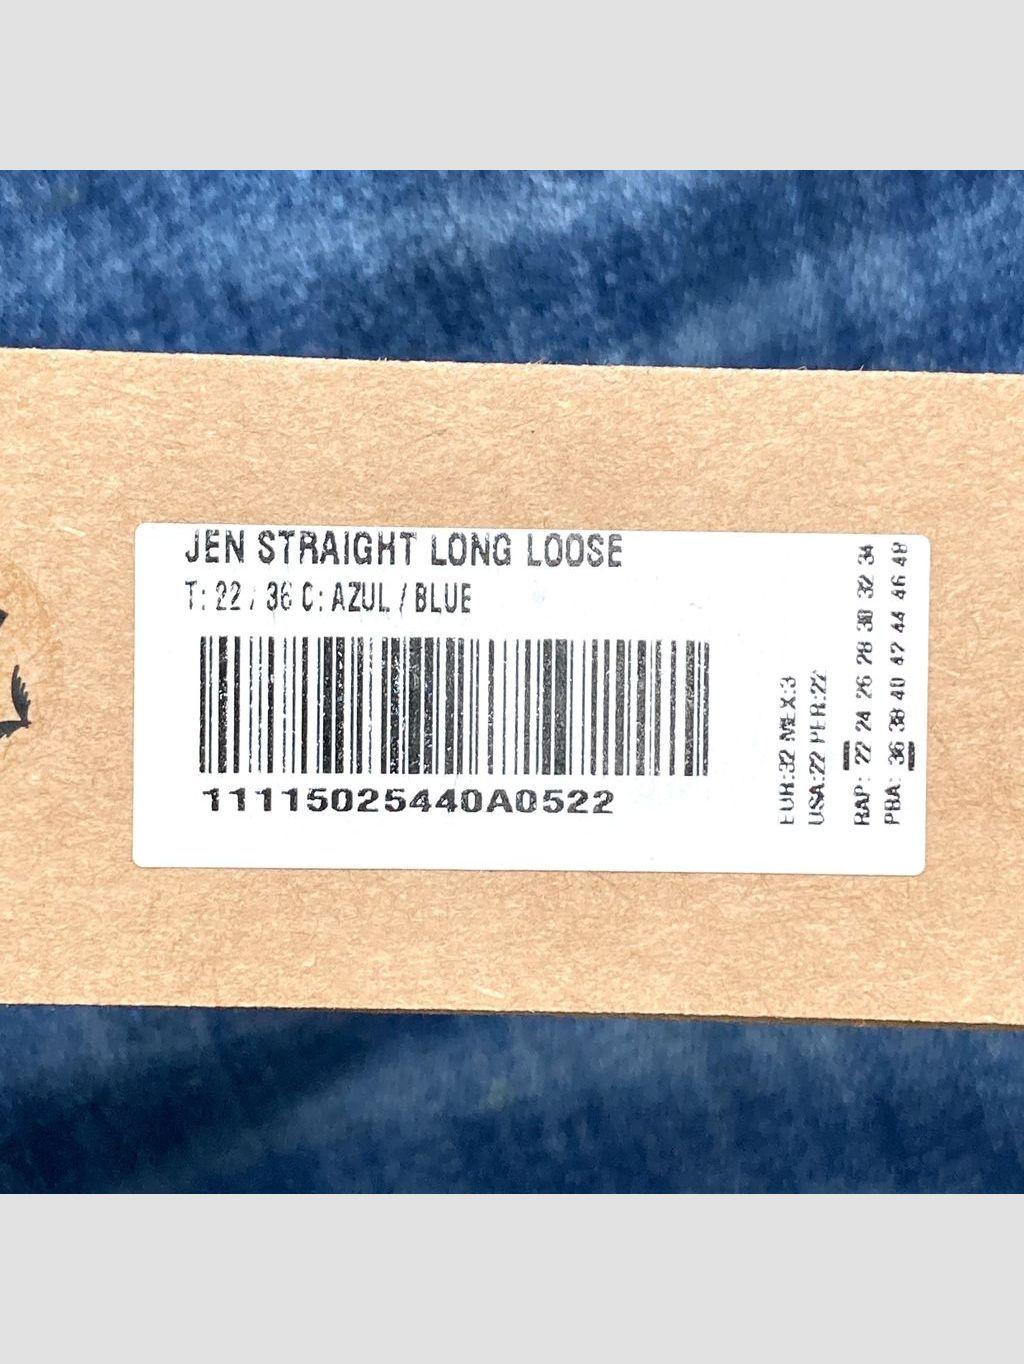 JEN STRAIGHT LONG LOOSE
T: 22 / 36 C: AZUL / BLUE
11115025440A0522
EUR:32 MEX:3
USA:22 PER:22
RAP: 22 24 26 28 30 32 34
PBA: 36 38 40 42 44 46 48